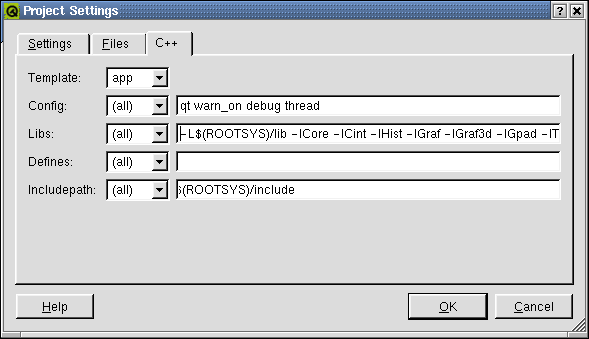 Project Settings
Settings Files C++
Template: app
Config: (all) qt warn_on debug thread
Libs: (all) -L$(ROOTSYS)/lib -lCore -lCint -lHist -lGraf -lGraf3d -lGpad -lT
Defines: (all)
Includepath: (all) $(ROOTSYS)/include
Help OK Cancel